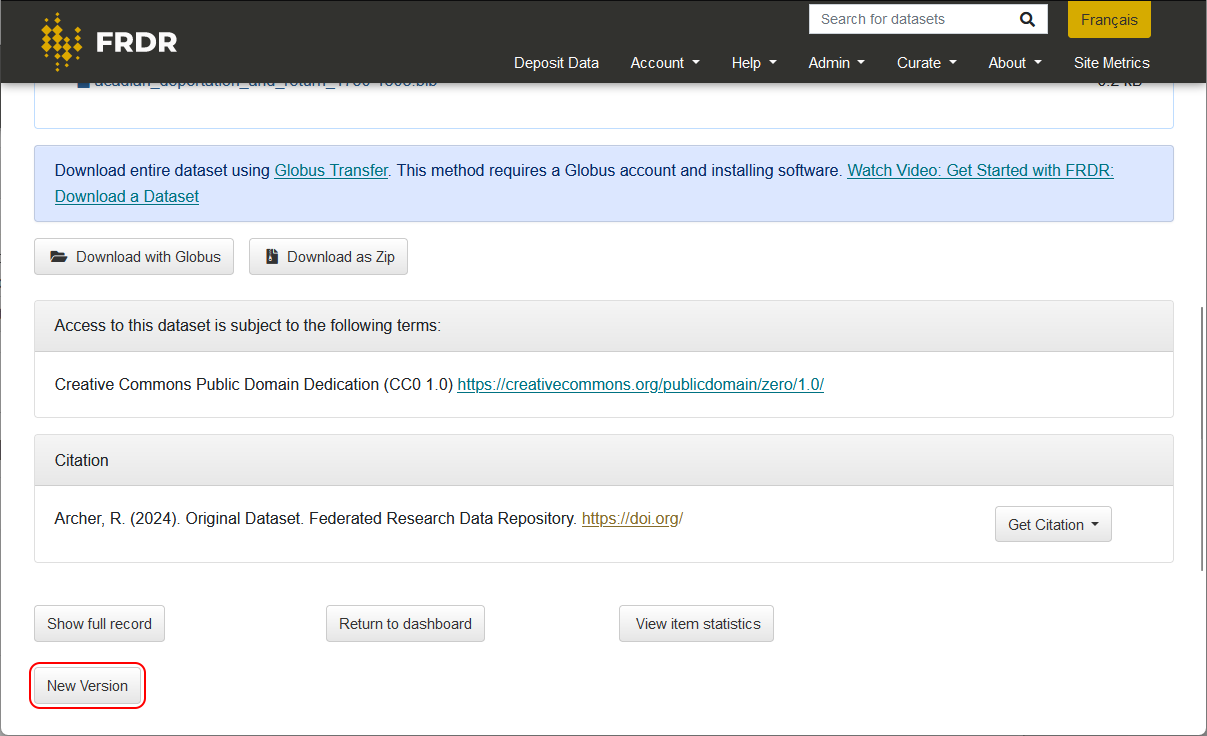 FRDR
Search for datasets
Français
Deposit Data Account Help Admin Curate About Site Metrics
Download entire dataset using Globus Transfer. This method requires a Globus account and installing software. Watch Video: Get Started with FRDR:
Download a Dataset
Download with Globus Download as Zip
Access to this dataset is subject to the following terms:
Creative Commons Public Domain Dedication (CC0 1.0) https://creativecommons.org/publicdomain/zero/1.0/
Citation
Archer, R. (2024). Original Dataset. Federated Research Data Repository. https://doi.org/
Get Citation
Show full record Return to dashboard View item statistics
New Version